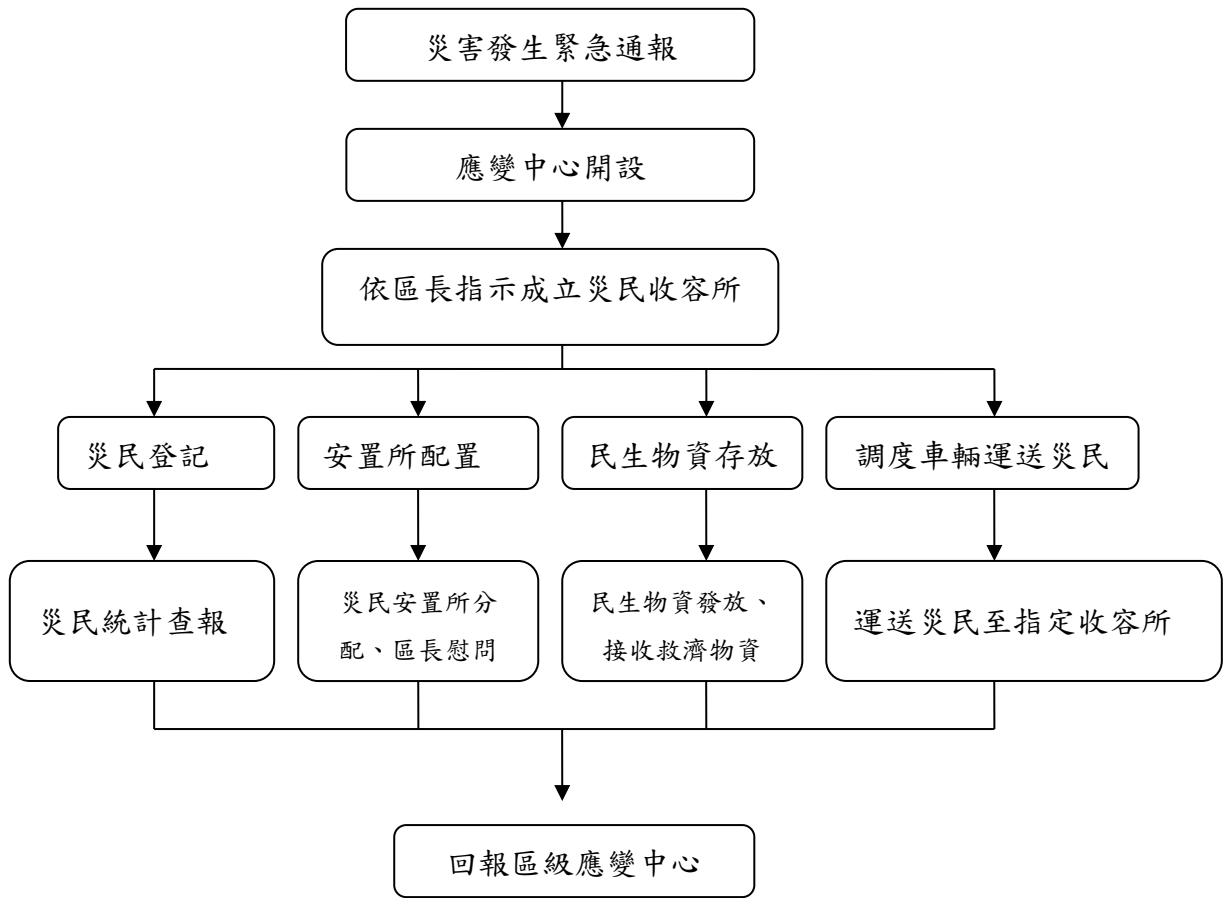 災害發生緊急通報
應變中心開設
依區長指示成立災民收容所
災民登記
安置所配置
民生物資存放
調度車輛運送災民
災民統計查報
災民安置所分
配、區長慰問
民生物資發放、
接收救濟物資
運送災民至指定收容所
回報區級應變中心